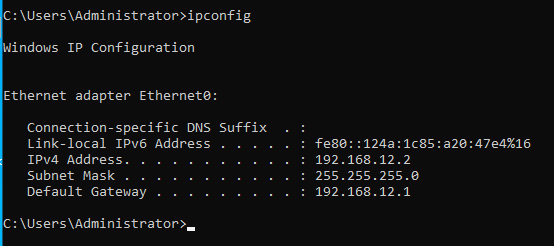 C:\Users\Administrator>ipconfig
Windows IP Configuration
Ethernet adapter Ethernet0:
Connection-specific DNS Suffix  . :
Link-local IPv6 Address . . . . . : fe80::124a:1c85:a20:47e4%16
IPv4 Address. . . . . . . . . . . : 192.168.12.2
Subnet Mask . . . . . . . . . . . : 255.255.255.0
Default Gateway . . . . . . . . . : 192.168.12.1
C:\Users\Administrator>